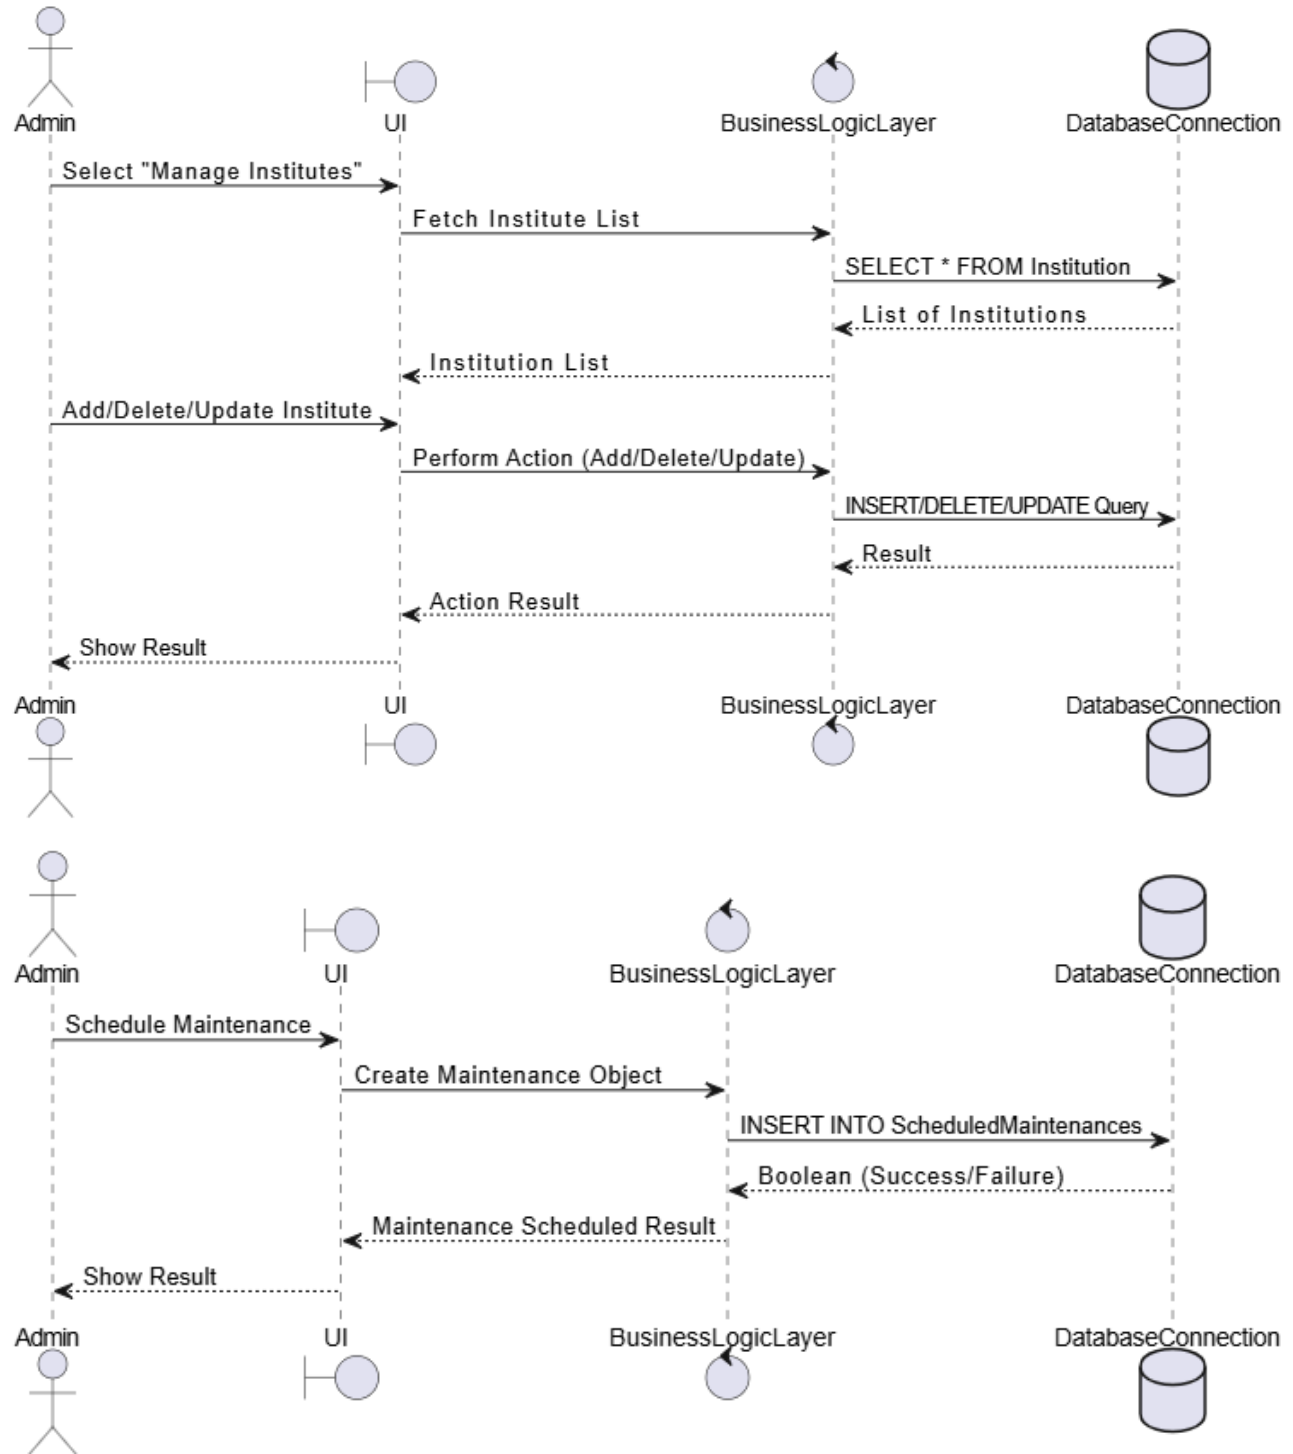 Admin
UI
BusinessLogicLayer
DatabaseConnection
Select "Manage Institutes"
Fetch Institute List
SELECT * FROM Institution
List of Institutions
Institution List
Add/Delete/Update Institute
Perform Action (Add/Delete/Update)
INSERT/DELETE/UPDATE Query
Result
Action Result
Show Result
Admin
UI
BusinessLogicLayer
DatabaseConnection
Admin
UI
BusinessLogicLayer
DatabaseConnection
Schedule Maintenance
Create Maintenance Object
INSERT INTO ScheduledMaintenances
Boolean (Success/Failure)
Maintenance Scheduled Result
Show Result
Admin
UI
BusinessLogicLayer
DatabaseConnection